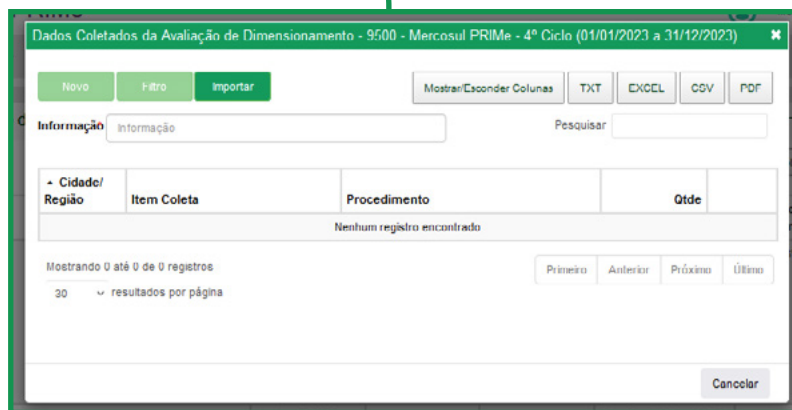 Dados Coletados da Avaliação de Dimensionamento - 9500 - Mercosul PRIMe - 4º Ciclo (01/01/2023 a 31/12/2023) ×
Novo Filtro Importar Mostrar/Esconder Colunas TXT EXCEL CSV PDF
Informação Informação Pesquisar
Cidade/
Região Item Coleta Procedimento Qtde
Nenhum registro encontrado
Mostrando 0 até 0 de 0 registros Primeiro Anterior Próximo Último
30 resultados por página
Cancelar